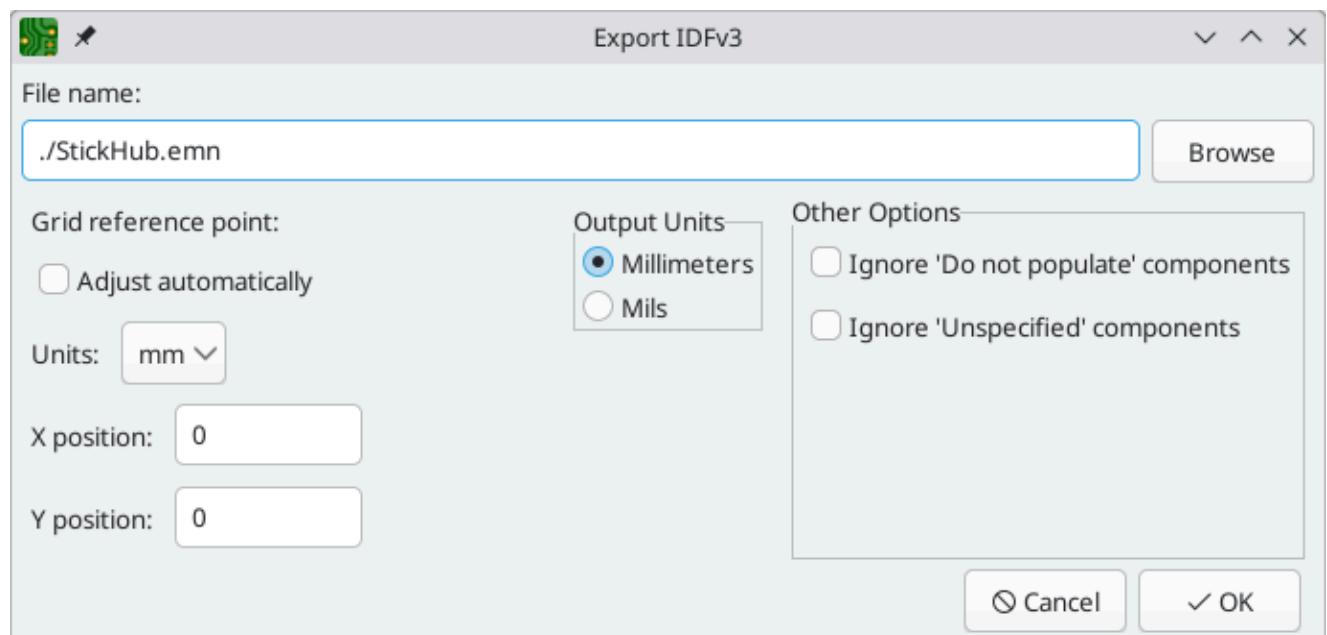 Export IDFv3
File name:
./StickHub.emn
Browse
Grid reference point:
Adjust automatically
Units:
mm
X position:
0
Y position:
0
Output Units
Millimeters
Mils
Other Options
Ignore 'Do not populate' components
Ignore 'Unspecified' components
Cancel
OK